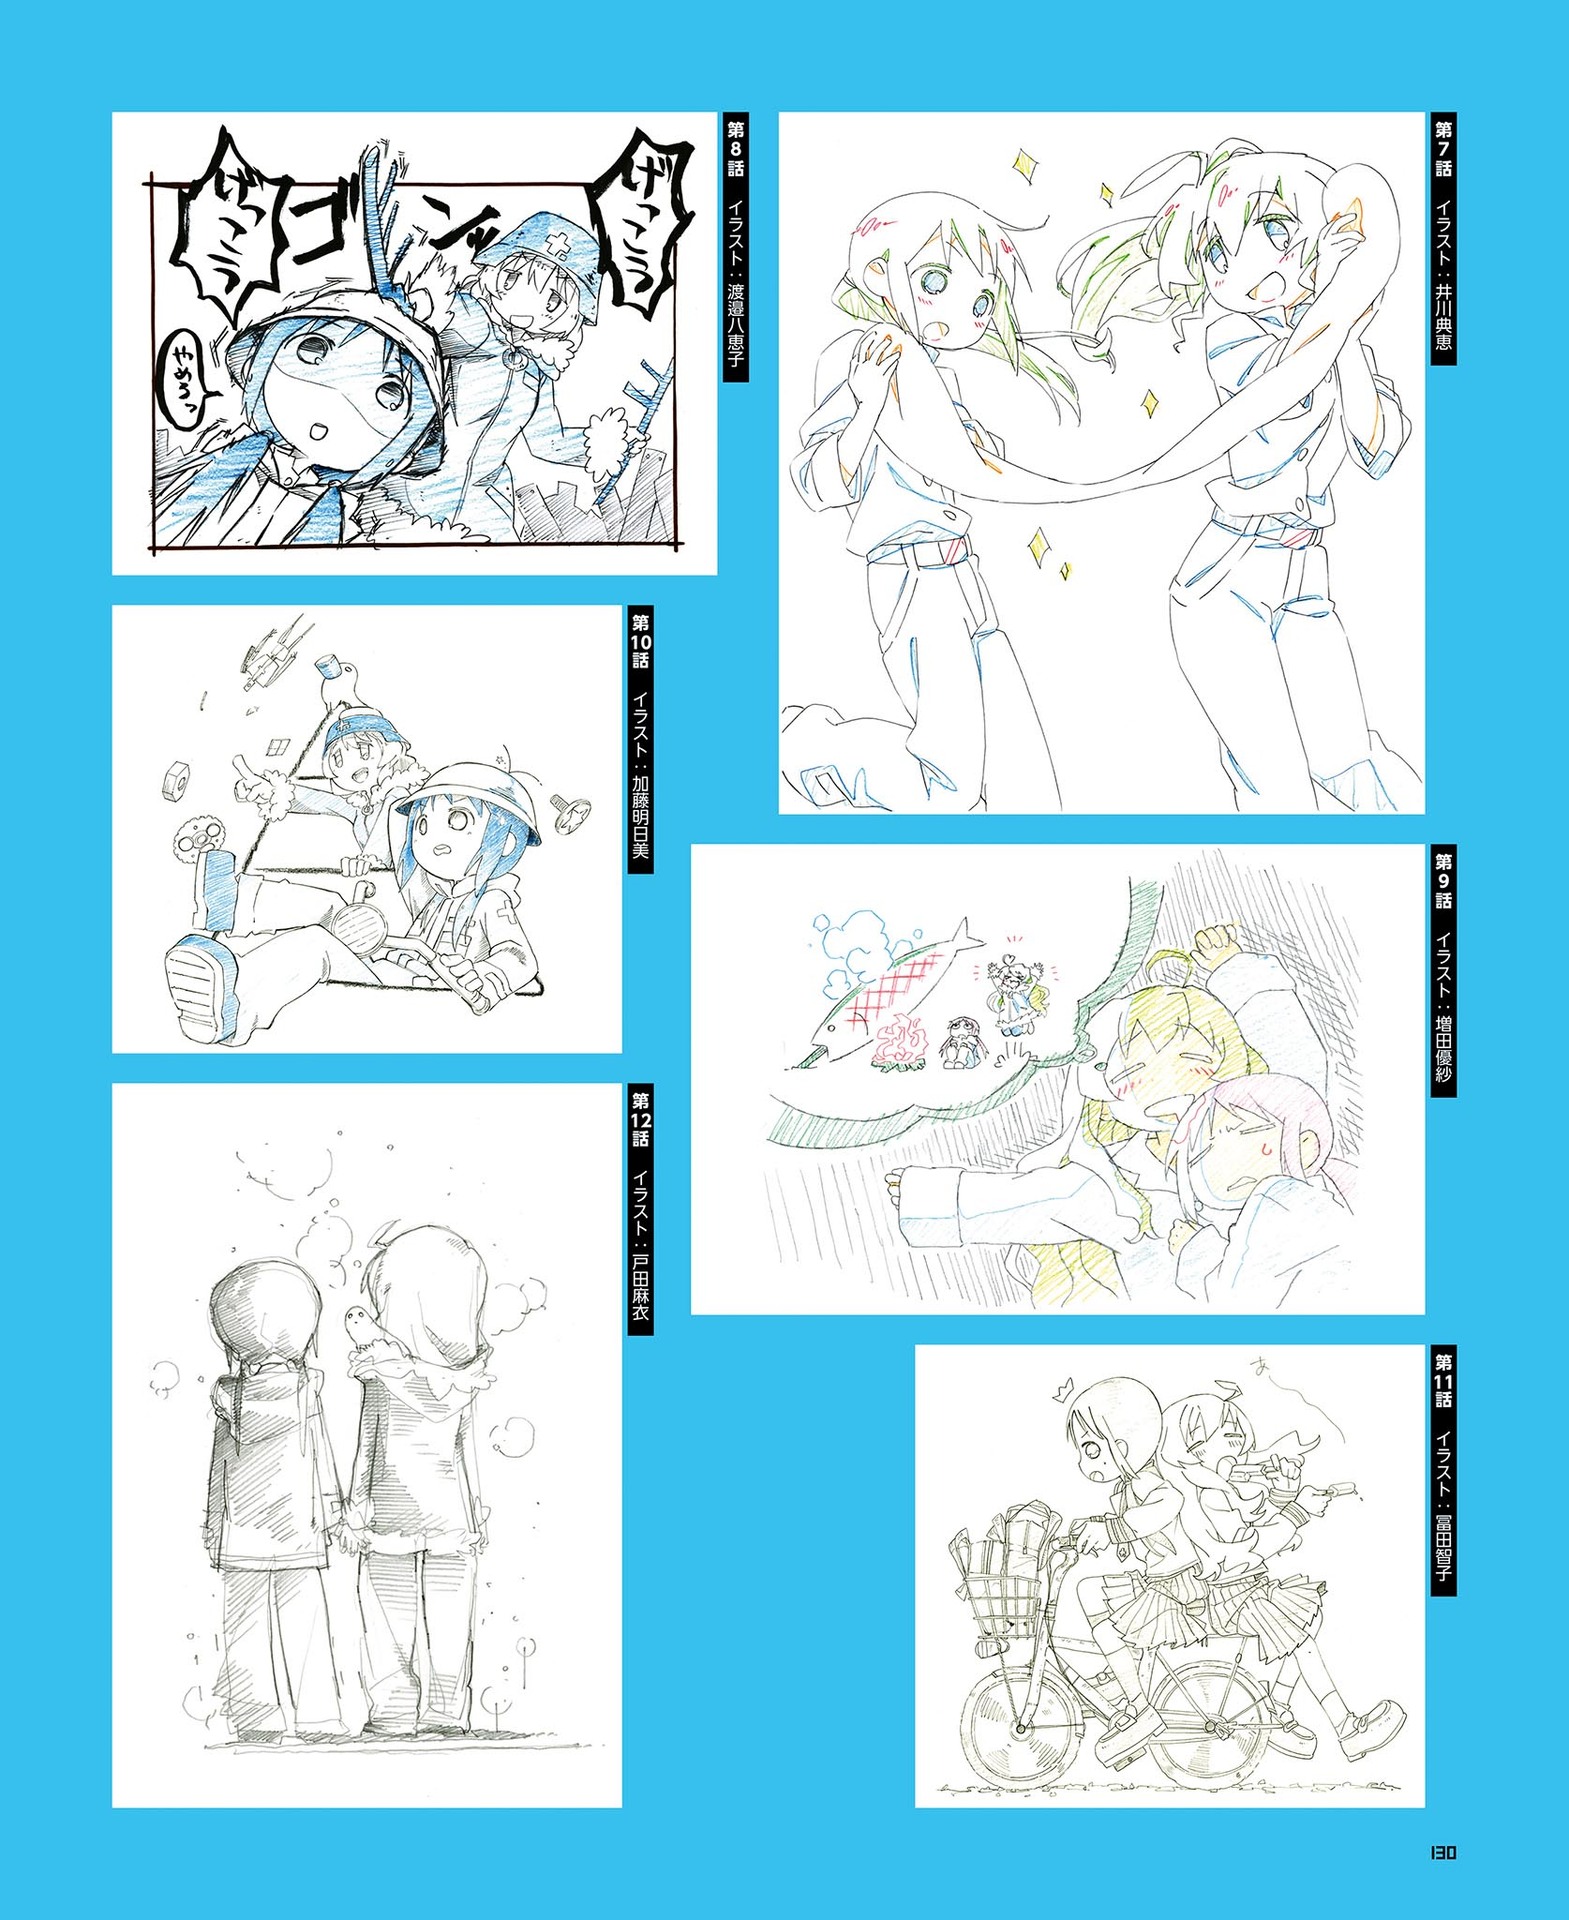 第7話 イラスト：井川典恵
第8話 イラスト：渡邉八恵子
げっこうっ
ゴンッ
げっこうっ
やめろっ
第9話 イラスト：増田優紗
第10話 イラスト：加藤明日美
第11話 イラスト：冨田智子
あ
第12話 イラスト：戸田麻衣
130